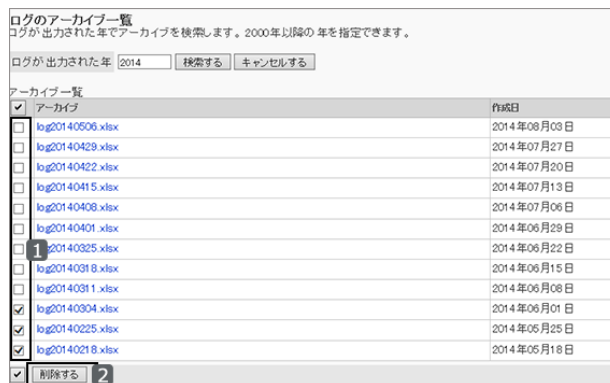 ログのアーカイブ一覧
ログが出力された年でアーカイブを検索します。2000年以降の年を指定できます。
ログが出力された年 2014 検索する キャンセルする
アーカイブ一覧
アーカイブ 作成日
log20140506.xlsx 2014年08月03日
log20140429.xlsx 2014年07月27日
log20140422.xlsx 2014年07月20日
log20140415.xlsx 2014年07月13日
log20140408.xlsx 2014年07月06日
log20140401.xlsx 2014年06月29日
1 g20140325.xlsx 2014年06月22日
log20140318.xlsx 2014年06月15日
log20140311.xlsx 2014年06月08日
log20140304.xlsx 2014年06月01日
log20140225.xlsx 2014年05月25日
log20140218.xlsx 2014年05月18日
削除する 2